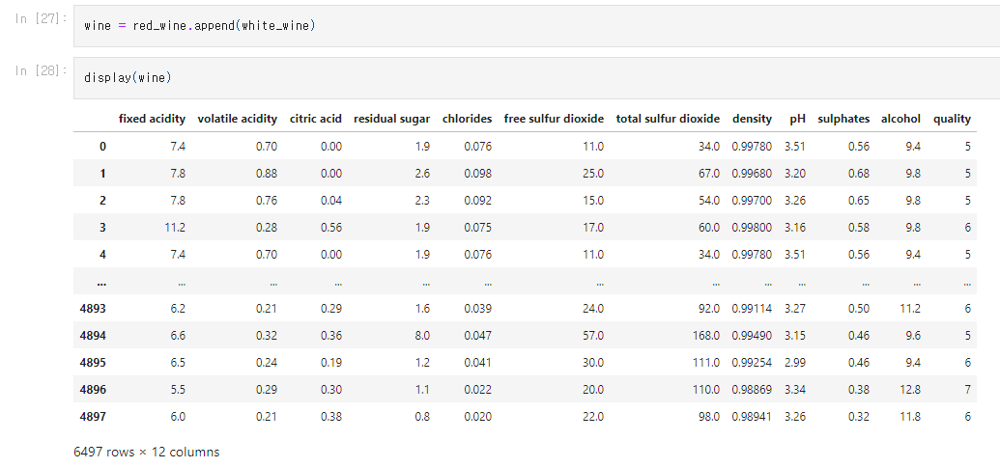 In [27]:
wine = red_wine.append(white_wine)
In [28]:
display(wine)
fixed acidity volatile acidity citric acid residual sugar chlorides free sulfur dioxide total sulfur dioxide density pH sulphates alcohol quality
0 7.4 0.70 0.00 1.9 0.076 11.0 34.0 0.99780 3.51 0.56 9.4 5
1 7.8 0.88 0.00 2.6 0.098 25.0 67.0 0.99680 3.20 0.68 9.8 5
2 7.8 0.76 0.04 2.3 0.092 15.0 54.0 0.99700 3.26 0.65 9.8 5
3 11.2 0.28 0.56 1.9 0.075 17.0 60.0 0.99800 3.16 0.58 9.8 6
4 7.4 0.70 0.00 1.9 0.076 11.0 34.0 0.99780 3.51 0.56 9.4 5
... ... ... ... ... ... ... ... ... ... ... ... ...
4893 6.2 0.21 0.29 1.6 0.039 24.0 92.0 0.99114 3.27 0.50 11.2 6
4894 6.6 0.32 0.36 8.0 0.047 57.0 168.0 0.99490 3.15 0.46 9.6 5
4895 6.5 0.24 0.19 1.2 0.041 30.0 111.0 0.99254 2.99 0.46 9.4 6
4896 5.5 0.29 0.30 1.1 0.022 20.0 110.0 0.98869 3.34 0.38 12.8 7
4897 6.0 0.21 0.38 0.8 0.020 22.0 98.0 0.98941 3.26 0.32 11.8 6
6497 rows × 12 columns